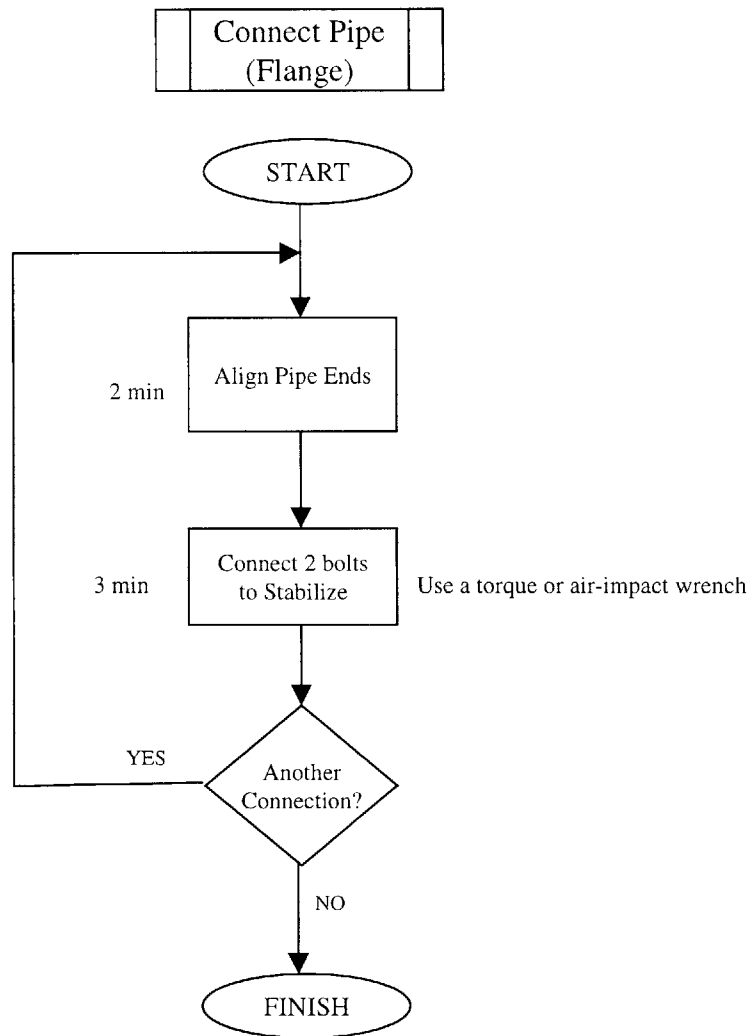 Connect Pipe
(Flange)
START
Align Pipe Ends
2 min
Connect 2 bolts
to Stabilize
3 min
Use a torque or air-impact wrench
YES
Another
Connection?
NO
FINISH